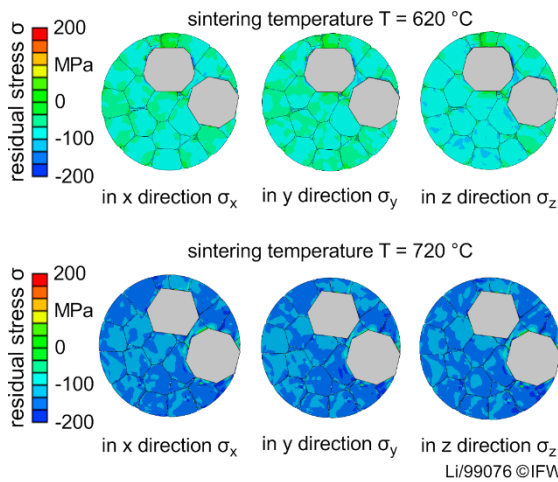 sintering temperature T = 620 °C
residual stress σ
200
MPa
0
-100
-200
in x direction σx
in y direction σy
in z direction σz
sintering temperature T = 720 °C
residual stress σ
200
MPa
0
-100
-200
in x direction σx
in y direction σy
in z direction σz
Li/99076 ©IFW